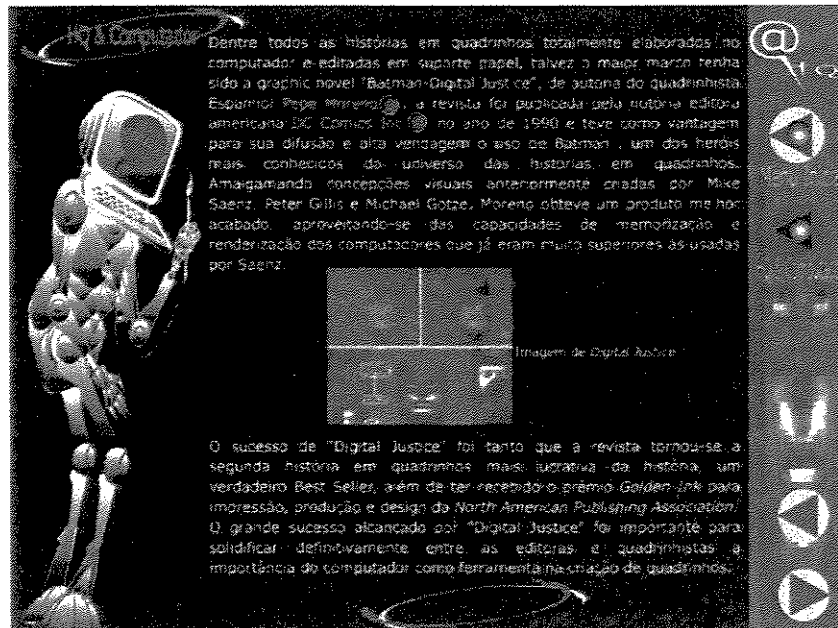 HQ & Computador
Dentre todos as histórias em quadrinhos totalmente elaborados no
computador e editadas em suporte papel, talvez o maior marco tenha
sido a graphic novel "Batman-Digital Justice", de autoria do quadrinhista
Espanhol Pepe Moreno, a revista foi publicada pela notória editora
americana DC Comics Inc no ano de 1990 e teve como vantagem
para sua difusão e alta vendagem o uso de Batman , um dos heróis
mais conhecidos do universo das histórias em quadrinhos.
Amalgamando concepções visuais anteriormente criadas por Mike
Saenz, Peter Gillis e Michael Gotze, Moreno obteve um produto melhor
acabado, aproveitando-se das capacidades de memorização e
renderização dos computadores que já eram muito superiores às usadas
por Saenz.
Imagem de Digital Justice
O sucesso de "Digital Justice" foi tanto que a revista tornou-se a
segunda história em quadrinhos mais lucrativa da história, um
verdadeiro Best Seller, além de ter recebido o prêmio Golden Ink para
impressão, produção e design da North American Publishing Association.
O grande sucesso alcançado por "Digital Justice" foi importante para
solidificar definitivamente entre as editoras e quadrinhistas a
importância do computador como ferramenta na criação de quadrinhos.